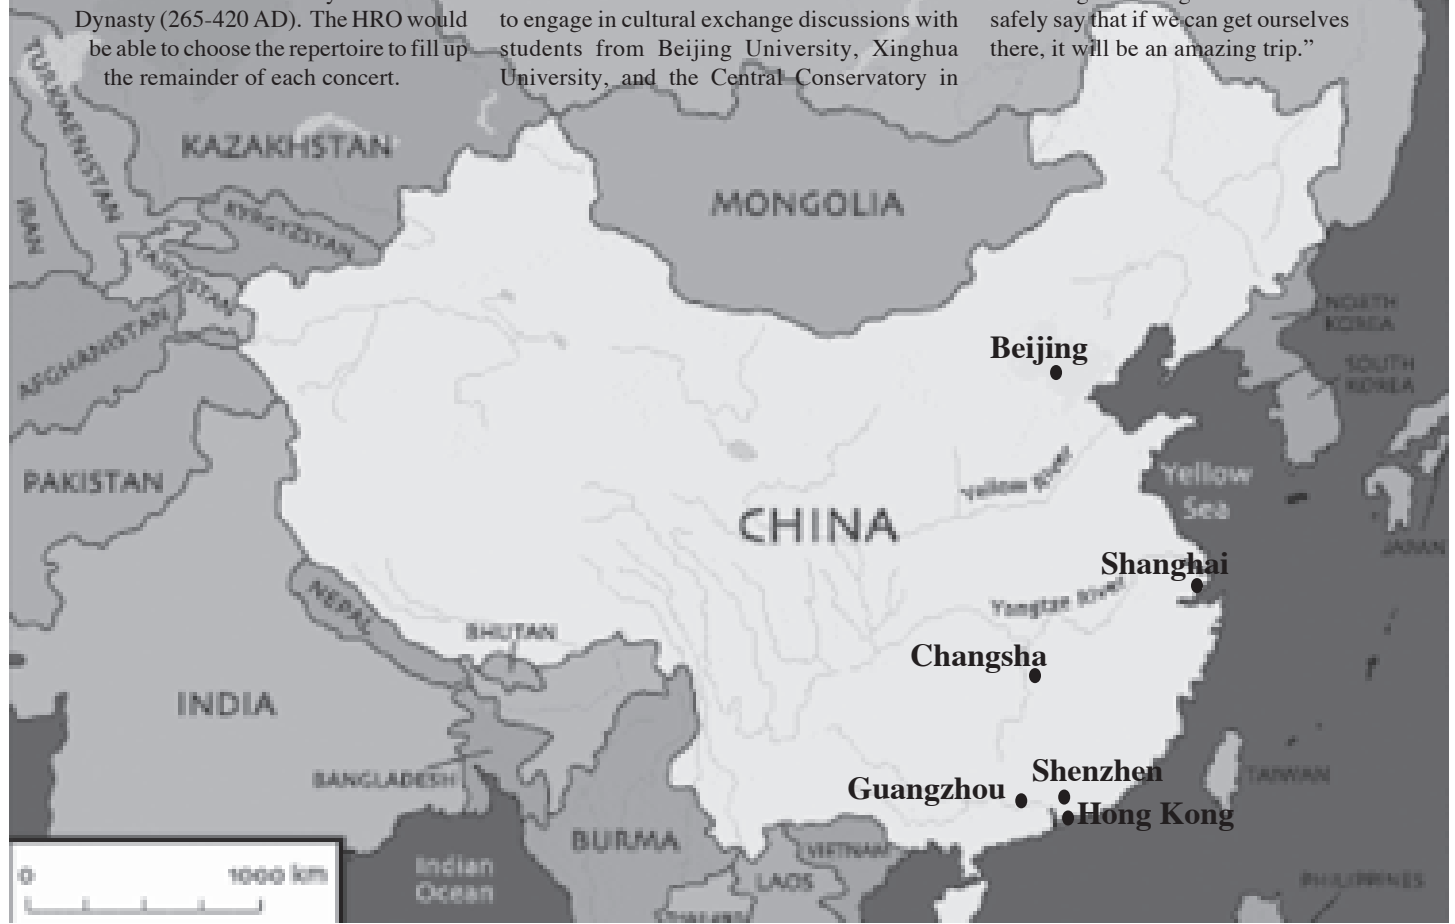 Dynasty (265-420 AD). The HRO would
be able to choose the repertoire to fill up
the remainder of each concert.
to engage in cultural exchange discussions with
students from Beijing University, Xinghua
University, and the Central Conservatory in
safely say that if we can get ourselves
there, it will be an amazing trip.”
TURKMENISTAN
KAZAKHSTAN
MONGOLIA
IRAN
KYRGYZSTAN
TAJIKISTAN
AFGHANISTAN
NORTH
KOREA
Beijing
SOUTH
KOREA
PAKISTAN
Yellow River
Yellow
Sea
CHINA
JAPAN
Shanghai
Yangtze River
NEPAL
BHUTAN
Changsha
INDIA
BANGLADESH
Shenzhen
TAIWAN
Guangzhou
Hong Kong
BURMA
VIETNAM
Indian
Ocean
LAOS
PHILIPPINES
0 1000 km
THAILAND